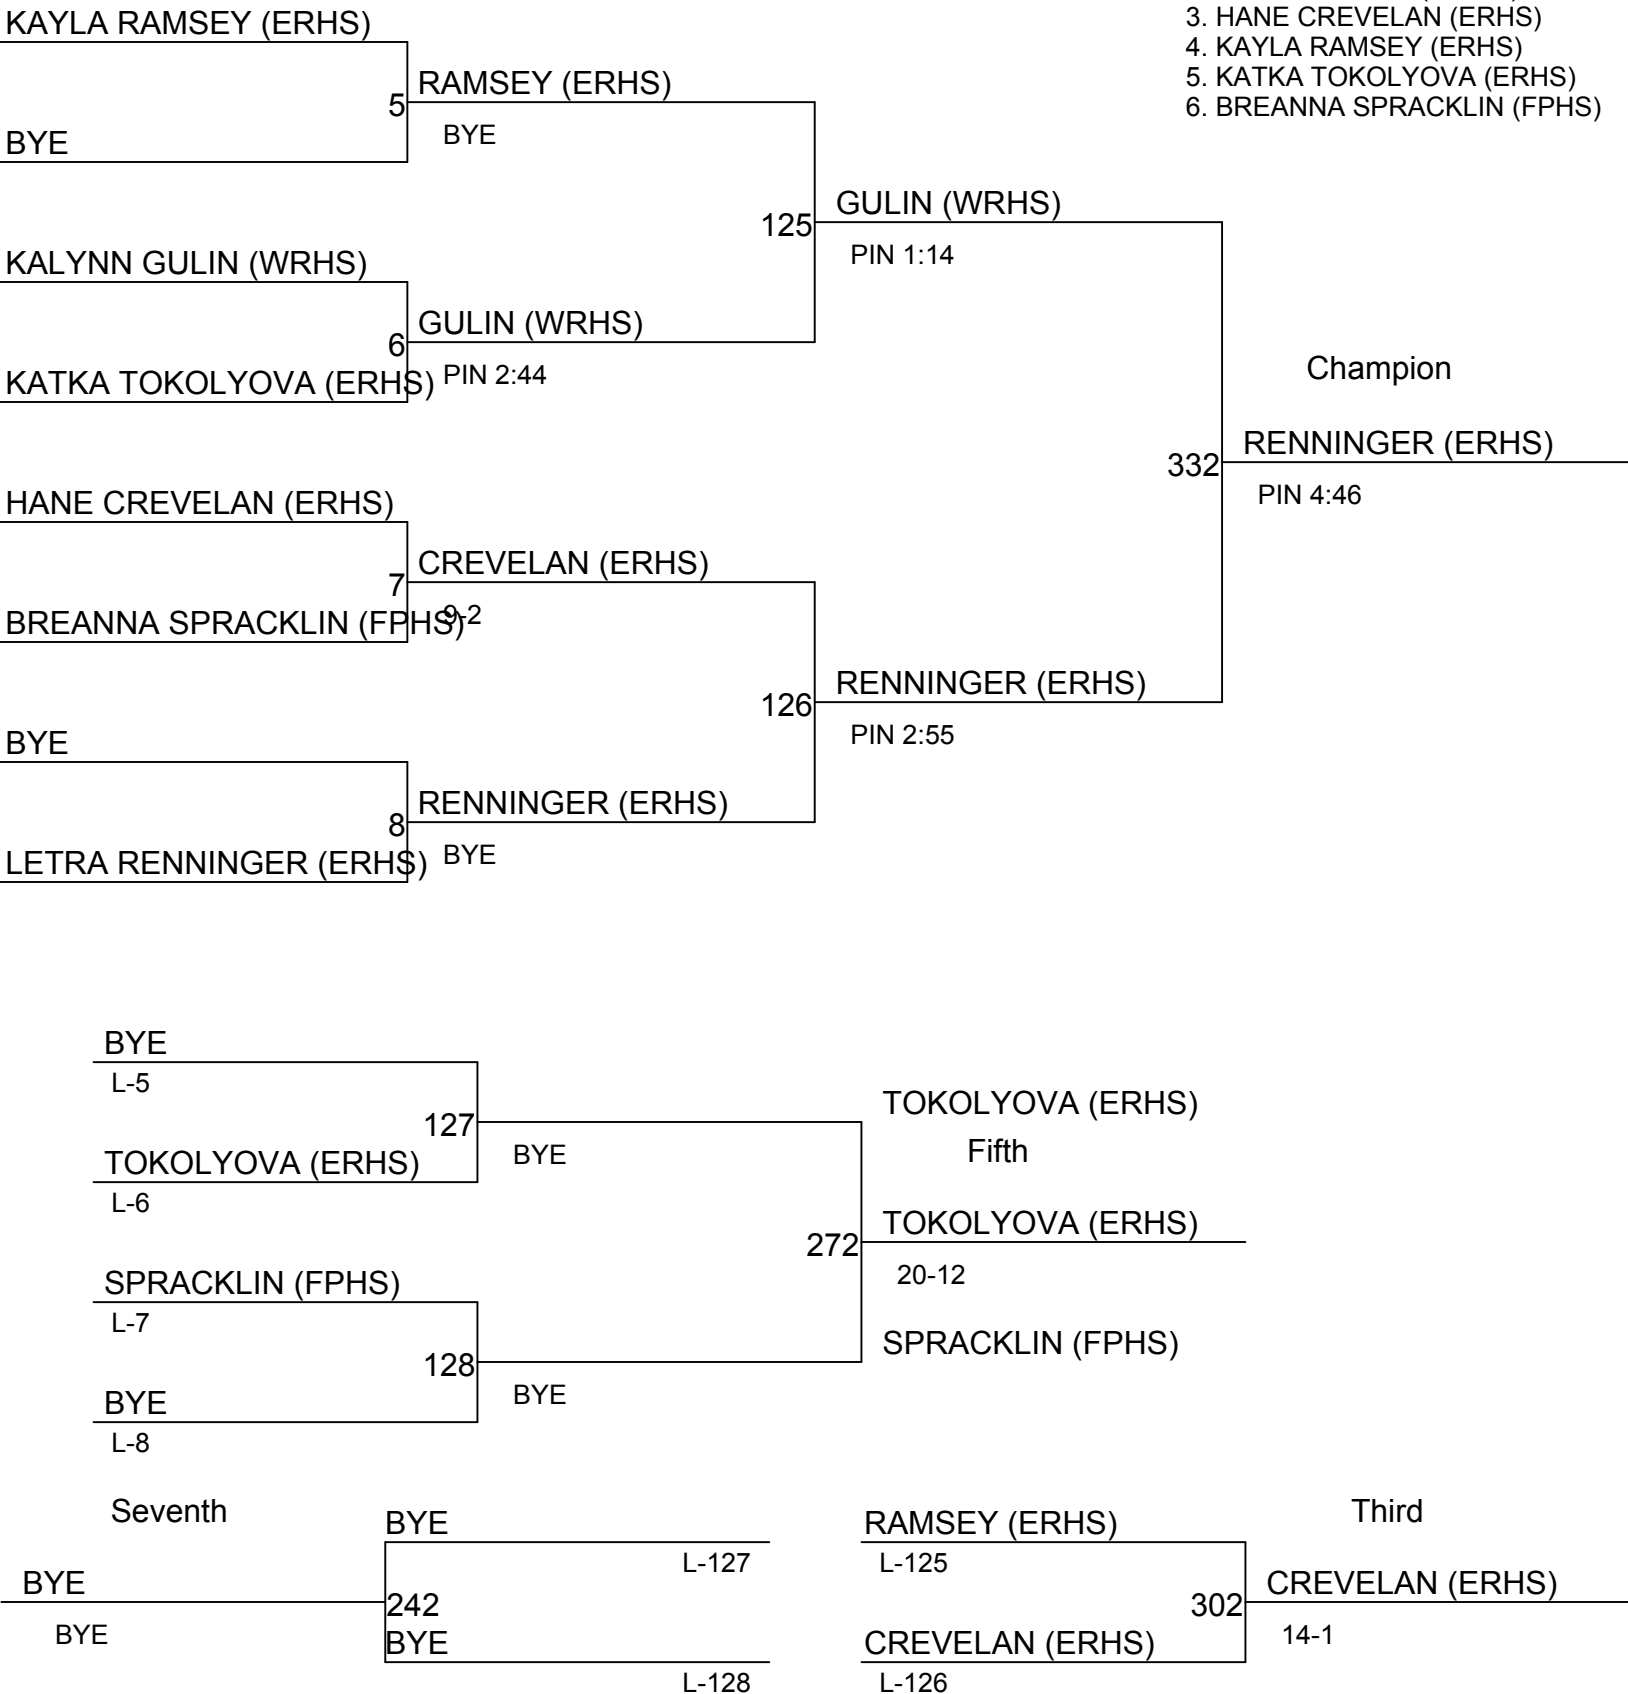 KAYLA RAMSEY (ERHS)
3. HANE CREVELAN (ERHS)
4. KAYLA RAMSEY (ERHS)
5. KATKA TOKOLYOVA (ERHS)
6. BREANNA SPRACKLIN (FPHS)
RAMSEY (ERHS)
5
BYE
BYE
GULIN (WRHS)
125
PIN 1:14
KALYNN GULIN (WRHS)
GULIN (WRHS)
6
PIN 2:44
KATKA TOKOLYOVA (ERHS)
Champion
RENNINGER (ERHS)
332
PIN 4:46
HANE CREVELAN (ERHS)
CREVELAN (ERHS)
7
9-2
BREANNA SPRACKLIN (FPHS)
RENNINGER (ERHS)
126
PIN 2:55
BYE
RENNINGER (ERHS)
8
BYE
LETRA RENNINGER (ERHS)
BYE
L-5
TOKOLYOVA (ERHS)
127
BYE
Fifth
TOKOLYOVA (ERHS)
L-6
TOKOLYOVA (ERHS)
272
20-12
SPRACKLIN (FPHS)
L-7
SPRACKLIN (FPHS)
128
BYE
BYE
L-8
Seventh
BYE
L-127
BYE
242
BYE
BYE
L-128
RAMSEY (ERHS)
L-125
Third
CREVELAN (ERHS)
302
14-1
CREVELAN (ERHS)
L-126